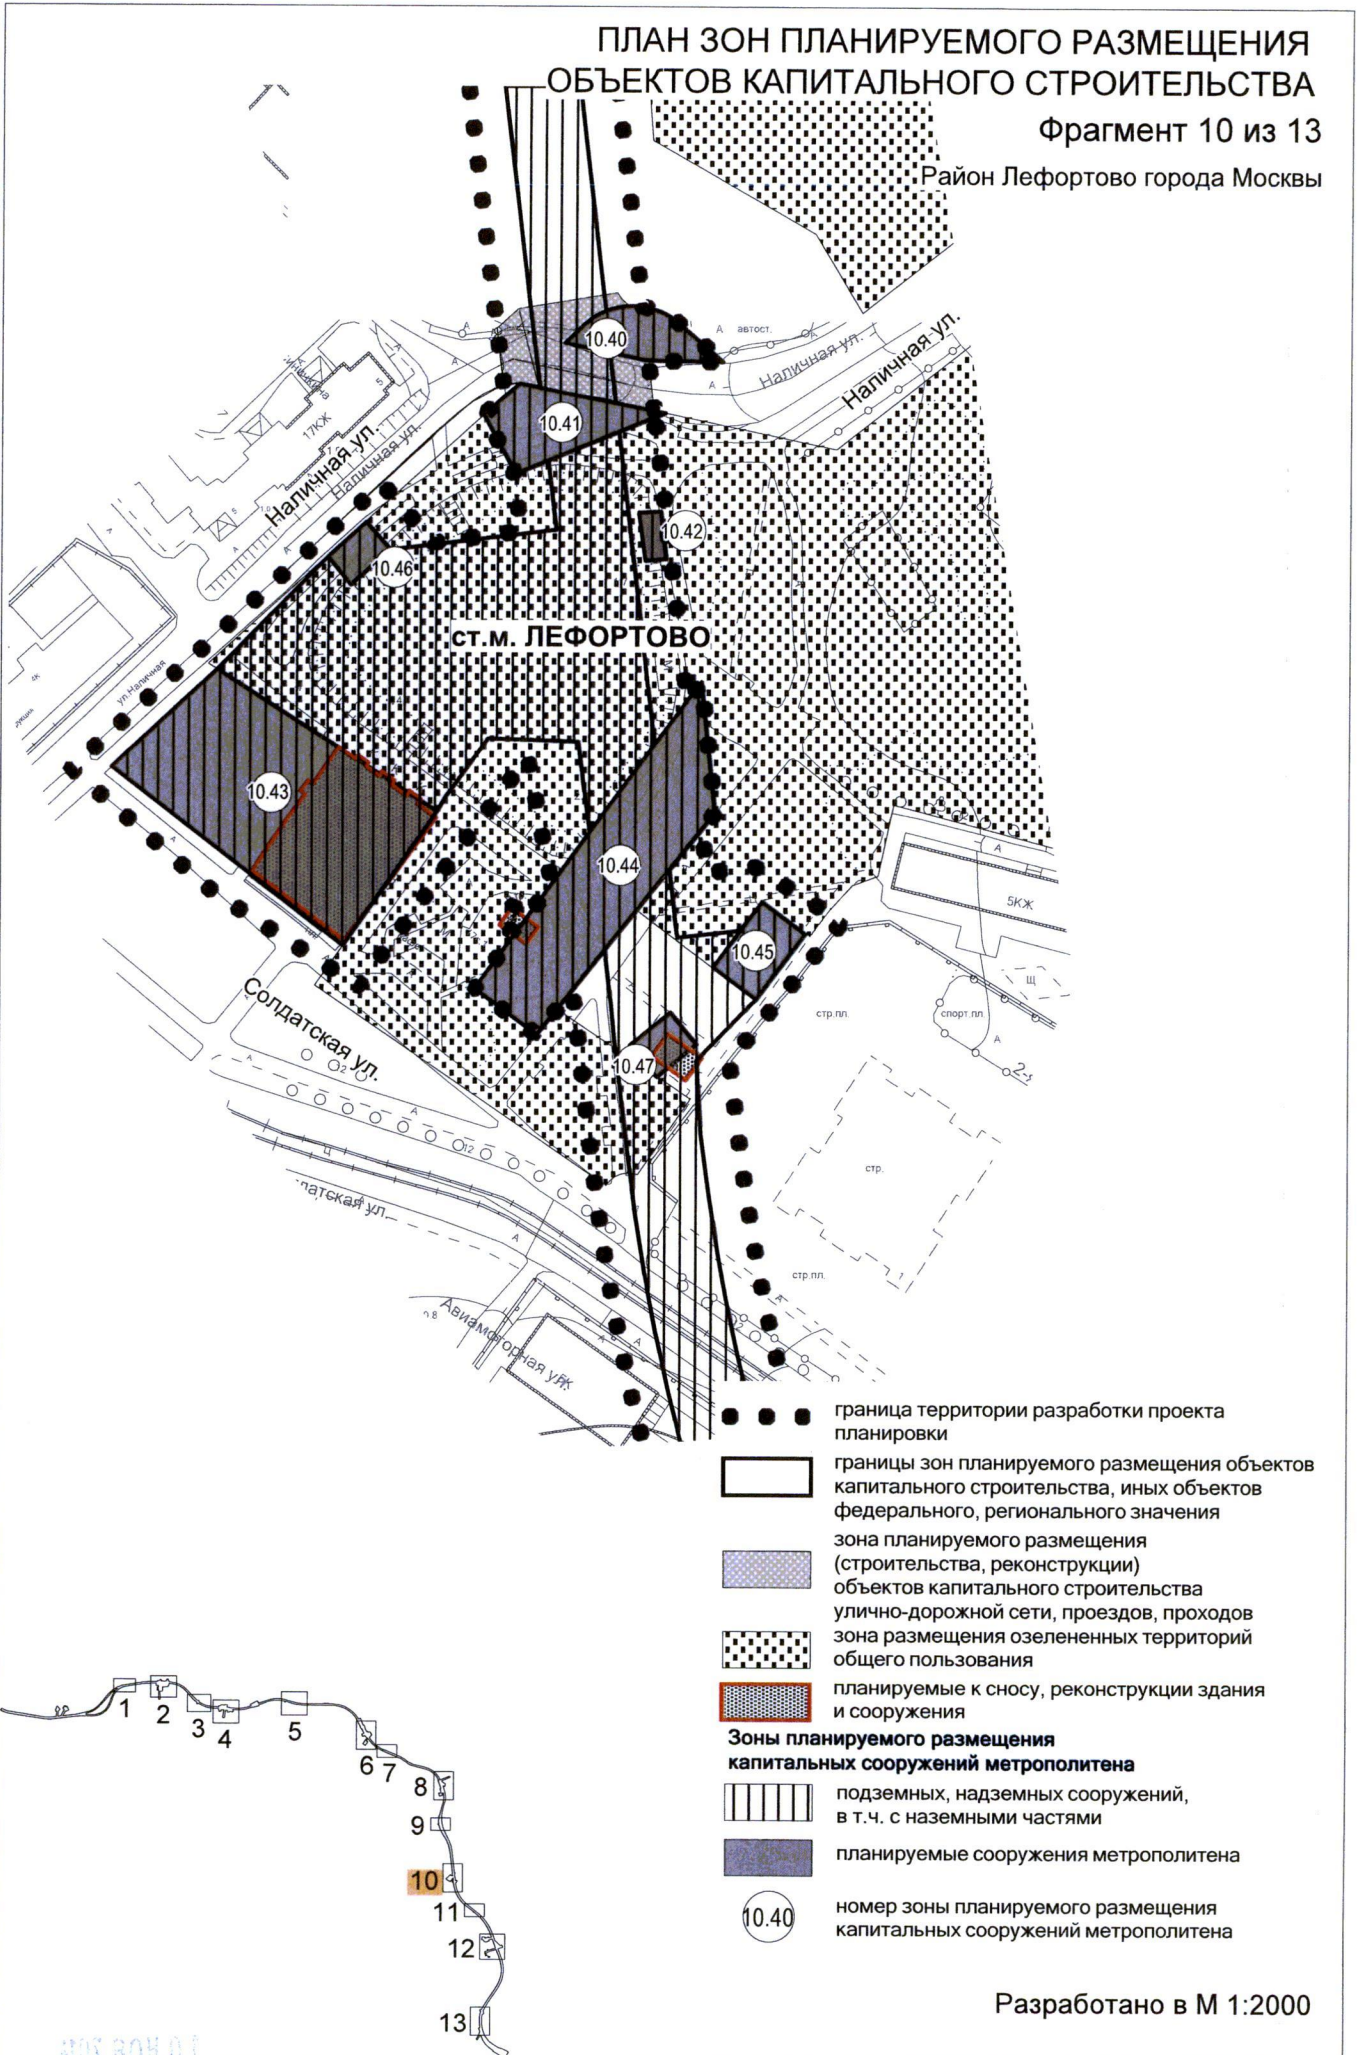 ПЛАН ЗОН ПЛАНИРУЕМОГО РАЗМЕЩЕНИЯ
ОБЪЕКТОВ КАПИТАЛЬНОГО СТРОИТЕЛЬСТВА
Фрагмент 10 из 13
Район Лефортово города Москвы
10.40
А
автост.
Наличная ул.
Наличная ул.
10.41
17КЖ
Наличная ул.
Наличная ул.
10.42
10.46
ст.м. ЛЕФОРТОВО
ул.Наличная
4К
10.43
10.44
5КЖ
10.45
Солдатская ул.
стр.пл.
спорт.пл.
Щ
А
10.47
12
стр.
стр.пл.
Авиамоторная ул.
граница территории разработки проекта
планировки
границы зон планируемого размещения объектов
капитального строительства, иных объектов
федерального, регионального значения
зона планируемого размещения
(строительства, реконструкции)
объектов капитального строительства
улично-дорожной сети, проездов, проходов
зона размещения озелененных территорий
общего пользования
планируемые к сносу, реконструкции здания
и сооружения
Зоны планируемого размещения
капитальных сооружений метрополитена
подземных, надземных сооружений,
в т.ч. с наземными частями
планируемые сооружения метрополитена
10.40
номер зоны планируемого размещения
капитальных сооружений метрополитена
1
2
3
4
5
6
7
8
9
10
11
12
13
Разработано в М 1:2000